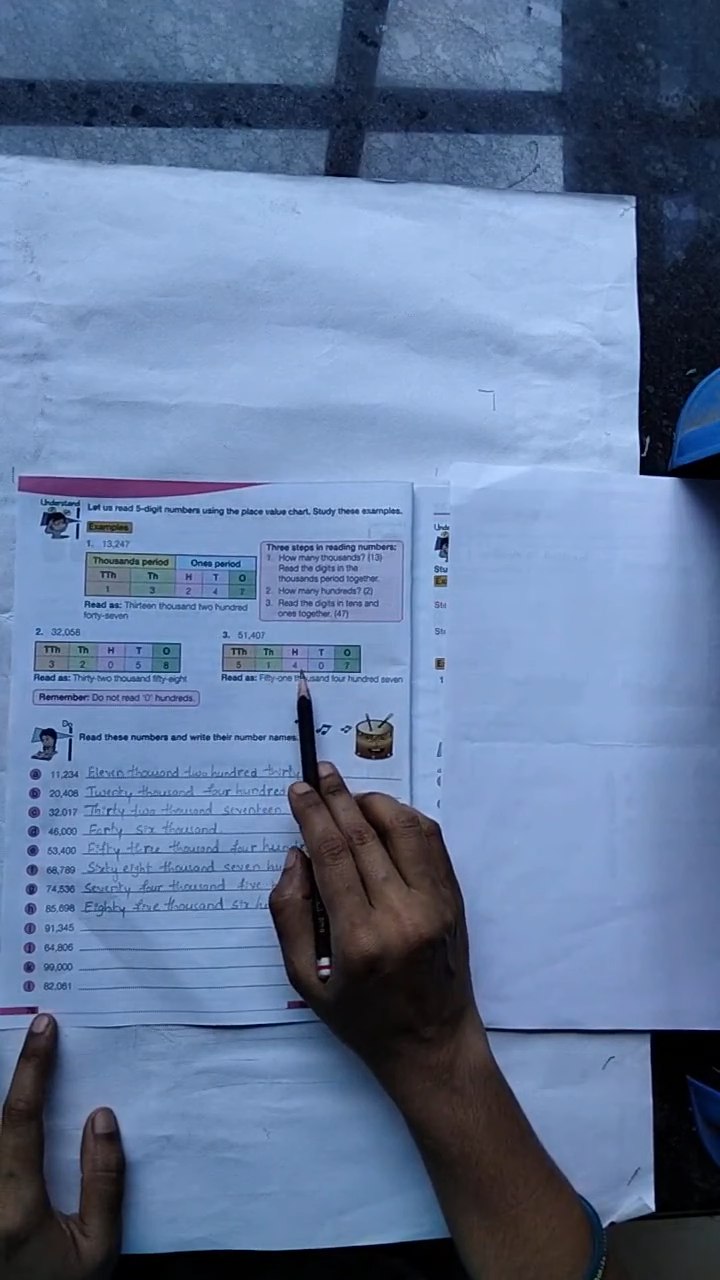 Understand
Let us read 5-digit numbers using the place value chart. Study these examples.
Examples
1. 13,247
Thousands period Ones period
TTh Th H T O
1 3 2 4 7
Read as: Thirteen thousand two hundred
forty-seven
Three steps in reading numbers:
1. How many thousands? (13)
Read the digits in the
thousands period together.
2. How many hundreds? (2)
3. Read the digits in tens and
ones together. (47)
2. 32,058
TTh Th H T O
3 2 0 5 8
Read as: Thirty-two thousand fifty-eight
3. 51,407
TTh Th H T O
5 1 4 0 7
Read as: Fifty-one thousand four hundred seven
Remember: Do not read '0' hundreds.
Do
Read these numbers and write their number names.
a 11,234 Eleven thousand two hundred thirty
b 20,408 Twenty thousand four hundred
c 32,017 Thirty two thousand seventeen
d 46,000 Forty six thousand
e 53,400 Fifty three thousand four
f 68,789 Sixty eight thousand seven
g 74,536 Seventy four thousand five
h 85,698 Eighty five thousand six
i 91,345
j 64,806
k 99,000
l 82,061
Unde
Stu
Ste
Ste
1